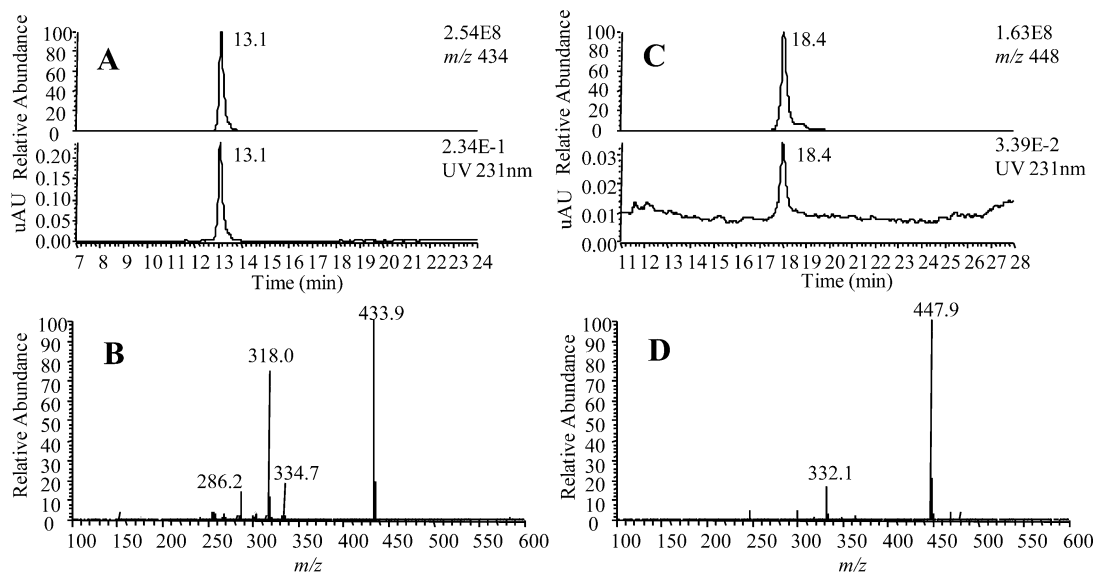 A
Relative Abundance
100
80
60
40
20
0
13.1
2.54E8
m/z 434
uAU
0.20
0.15
0.10
0.05
0.00
13.1
2.34E-1
UV 231nm
7 8 9 10 11 12 13 14 15 16 17 18 19 20 21 22 23 24
Time (min)
C
Relative Abundance
100
80
60
40
20
0
18.4
1.63E8
m/z 448
uAU
0.03
0.02
0.01
0.00
18.4
3.39E-2
UV 231nm
11 12 13 14 15 16 17 18 19 20 21 22 23 24 25 26 27 28
Time (min)
B
Relative Abundance
100
90
80
70
60
50
40
30
20
10
0
286.2
318.0
334.7
433.9
100 150 200 250 300 350 400 450 500 550 600
m/z
D
Relative Abundance
100
90
80
70
60
50
40
30
20
10
0
332.1
447.9
100 150 200 250 300 350 400 450 500 550 600
m/z